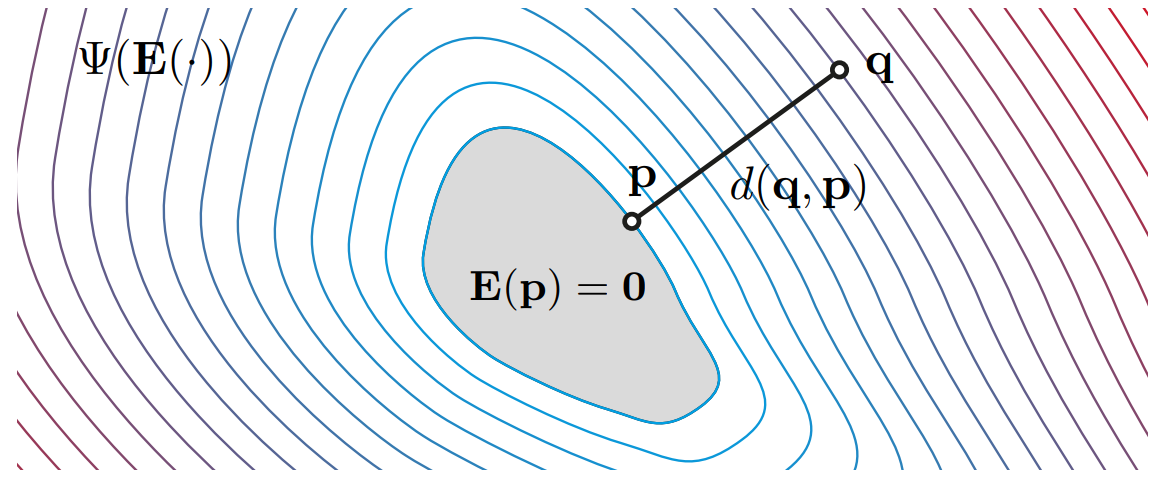 Ψ(E(·))
q
p
d(q, p)
E(p) = 0